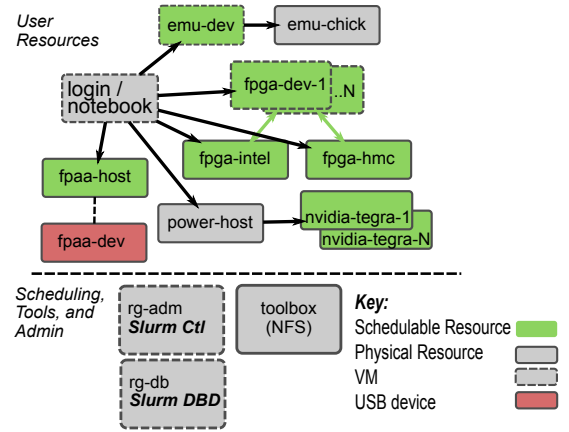 User
Resources
emu-dev
emu-chick
login /
notebook
fpga-dev-1
..N
fpga-intel
fpga-hmc
fpaa-host
power-host
nvidia-tegra-1
nvidia-tegra-N
fpaa-dev
Scheduling,
Tools, and
Admin
rg-adm
Slurm Ctl
toolbox
(NFS)
rg-db
Slurm DBD
Key:
Schedulable Resource
Physical Resource
VM
USB device